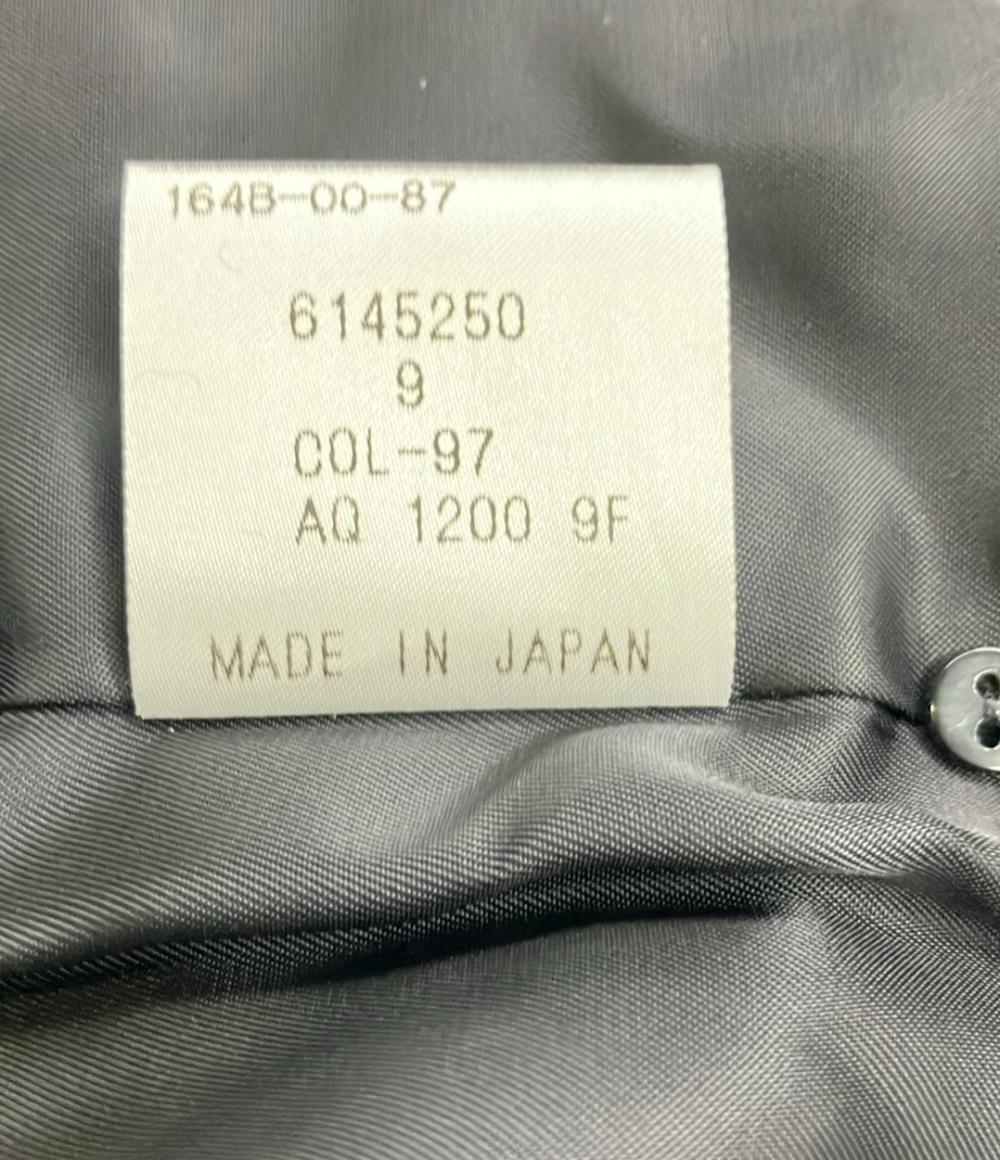 164B-00-87
6145250
9
COL-97
AQ 1200 9F
MADE IN JAPAN